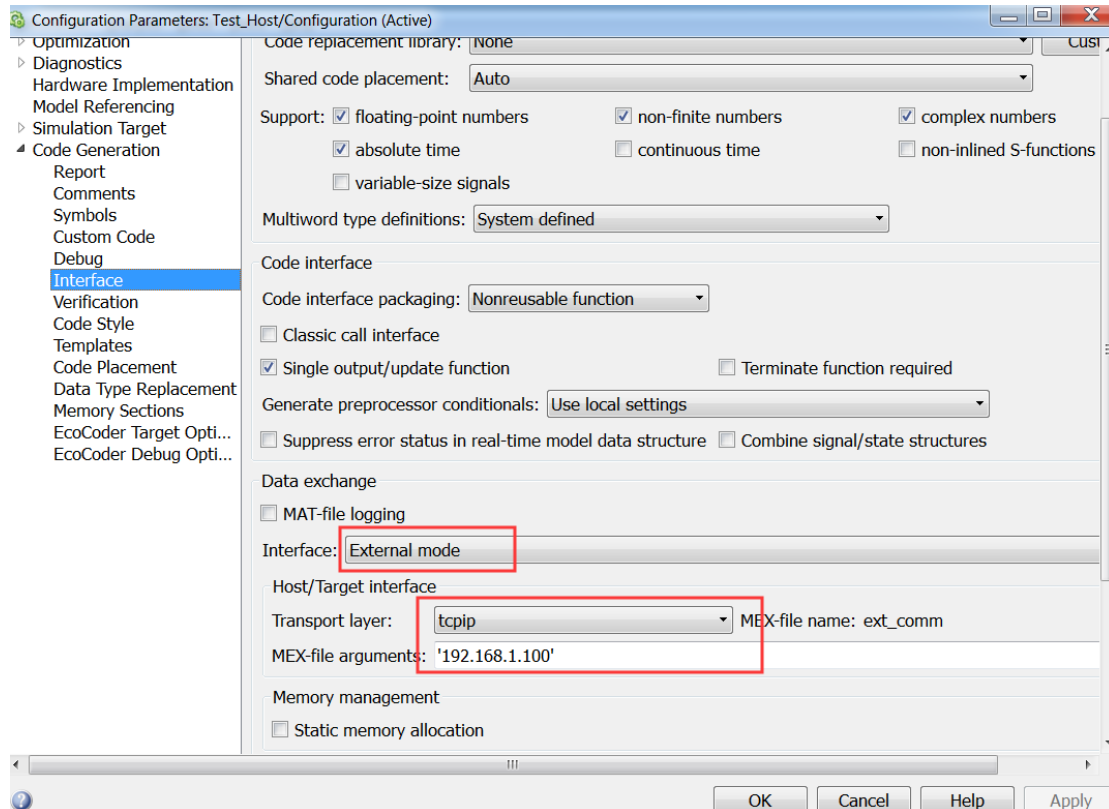 Configuration Parameters: Test_Host/Configuration (Active)
Optimization
Diagnostics
Hardware Implementation
Model Referencing
Simulation Target
Code Generation
Report
Comments
Symbols
Custom Code
Debug
Interface
Verification
Code Style
Templates
Code Placement
Data Type Replacement
Memory Sections
EcoCoder Target Opti...
EcoCoder Debug Opti...
Code replacement library: None
Shared code placement: Auto
Support: floating-point numbers non-finite numbers complex numbers
absolute time continuous time non-inlined S-functions
variable-size signals
Multiword type definitions: System defined
Code interface
Code interface packaging: Nonreusable function
Classic call interface
Single output/update function Terminate function required
Generate preprocessor conditionals: Use local settings
Suppress error status in real-time model data structure Combine signal/state structures
Data exchange
MAT-file logging
Interface: External mode
Host/Target interface
Transport layer: tcpip MEX-file name: ext_comm
MEX-file arguments: '192.168.1.100'
Memory management
Static memory allocation
OK Cancel Help Apply